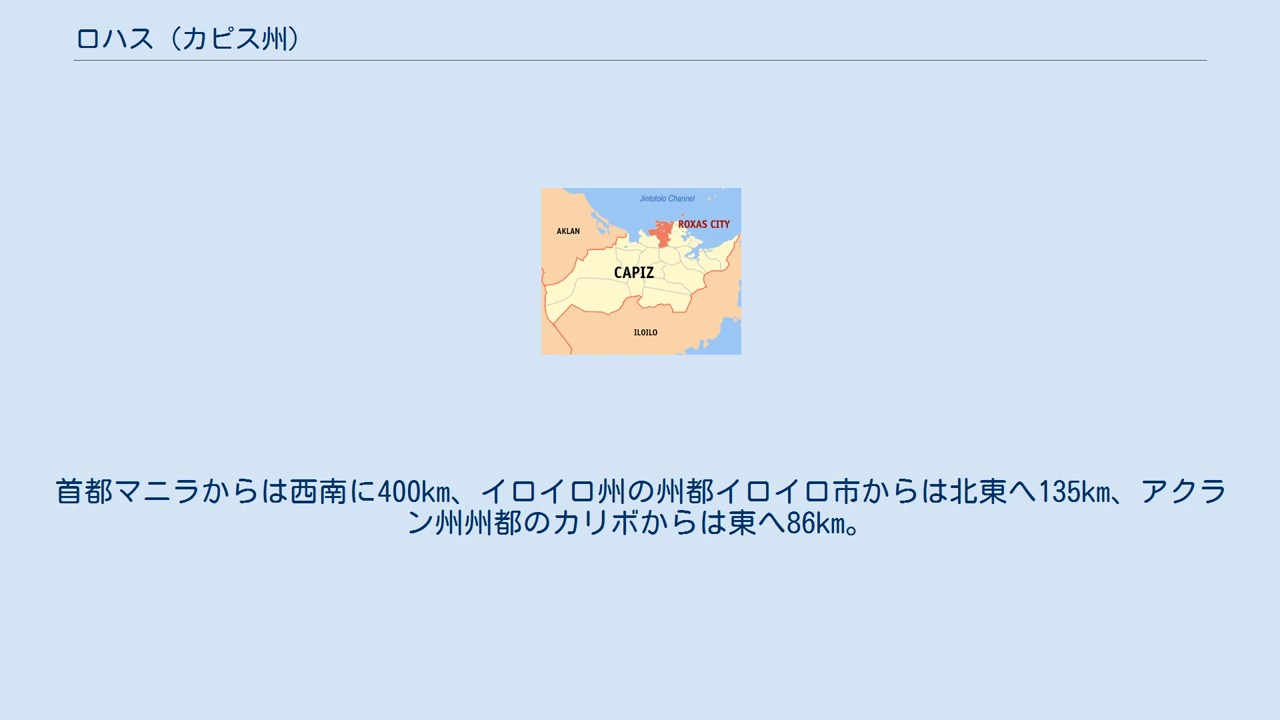 ロハス（カピス州）
Jintotolo Channel
ROXAS CITY
AKLAN
CAPIZ
ILOILO
首都マニラからは西南に400km、イロイロ州の州都イロイロ市からは北東へ135km、アクラ
ン州州都のカリボからは東へ86km。